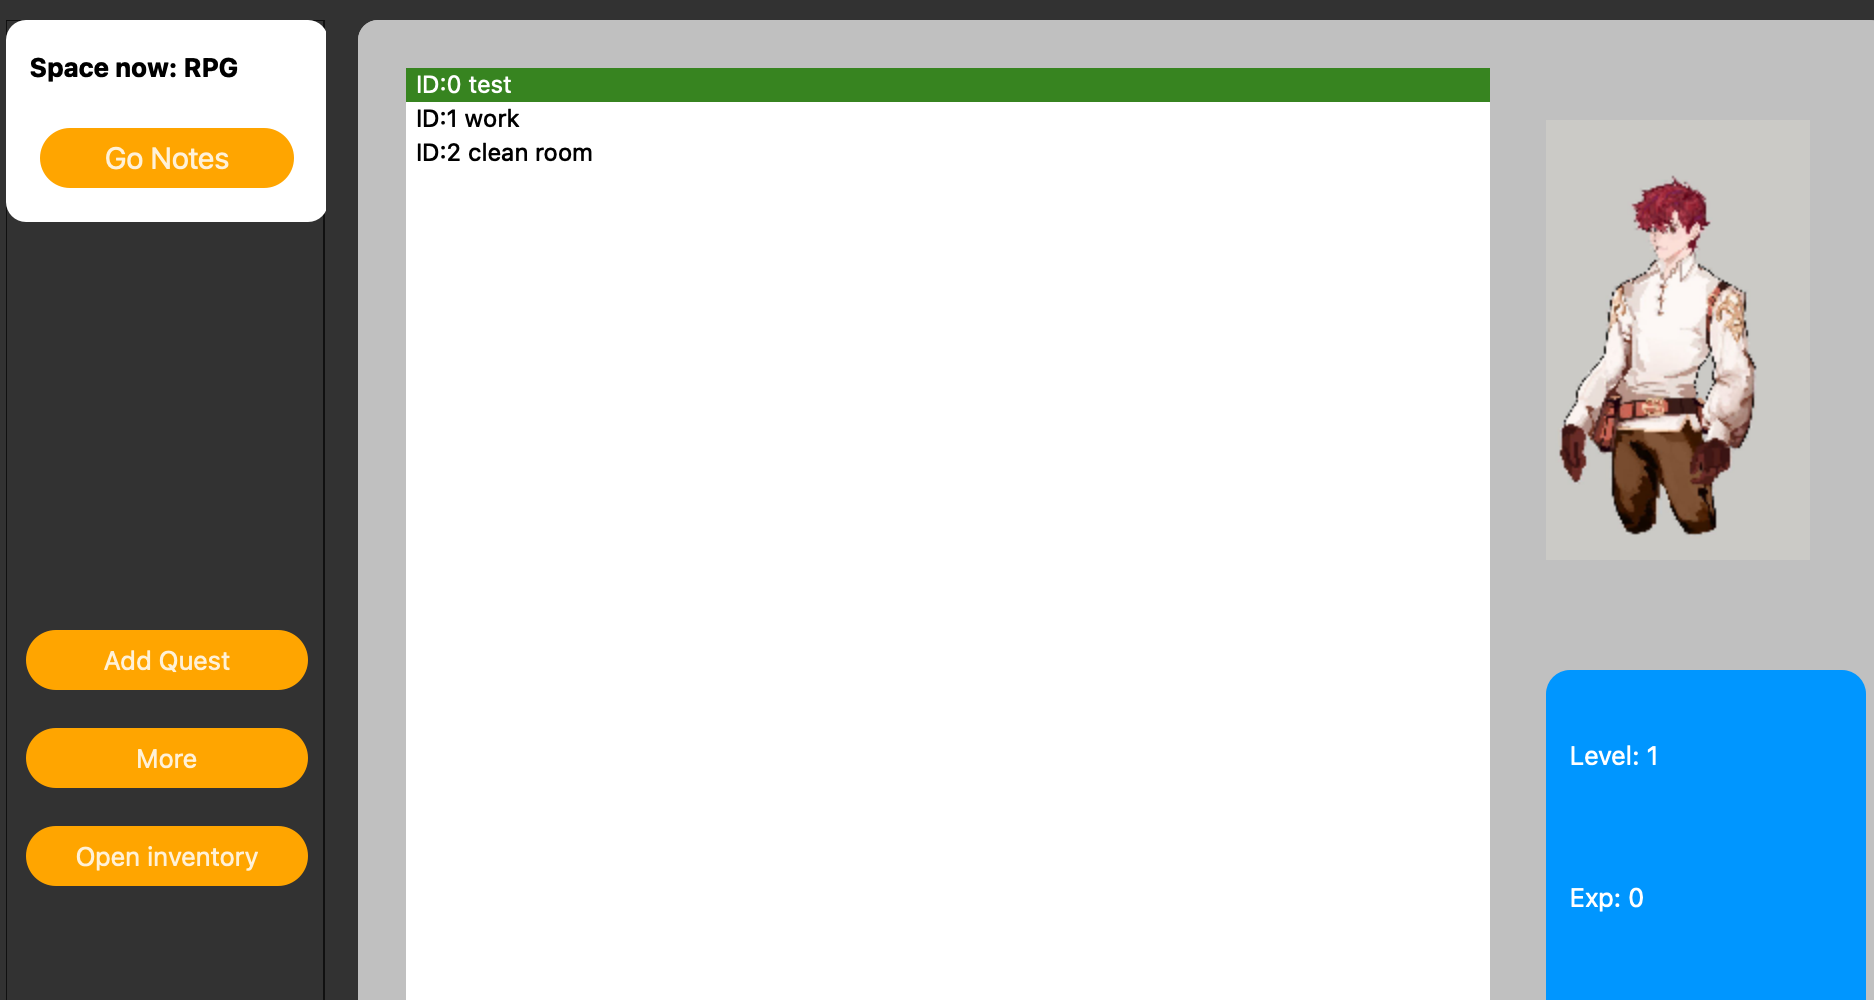 Space now: RPG
Go Notes
Add Quest
More
Open inventory
ID:0 test
ID:1 work
ID:2 clean room
Level: 1
Exp: 0